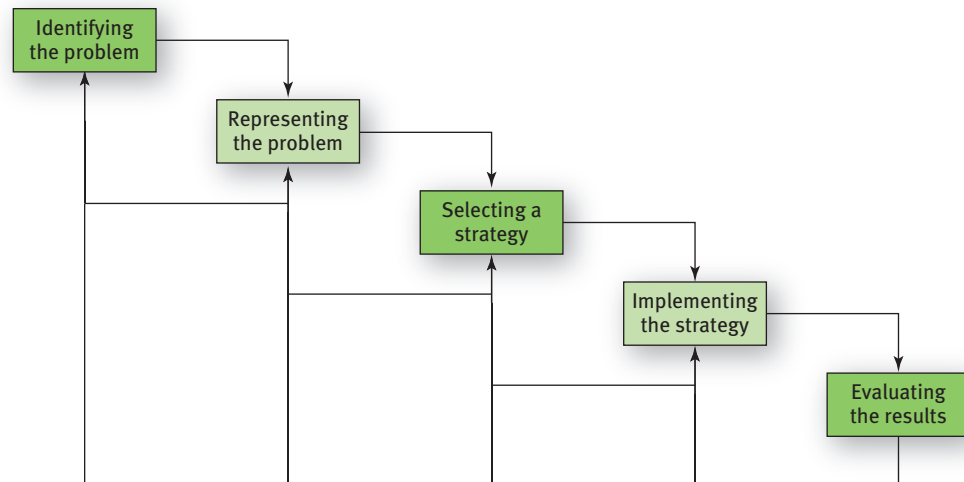 Identifying
the problem
Representing
the problem
Selecting a
strategy
Implementing
the strategy
Evaluating
the results